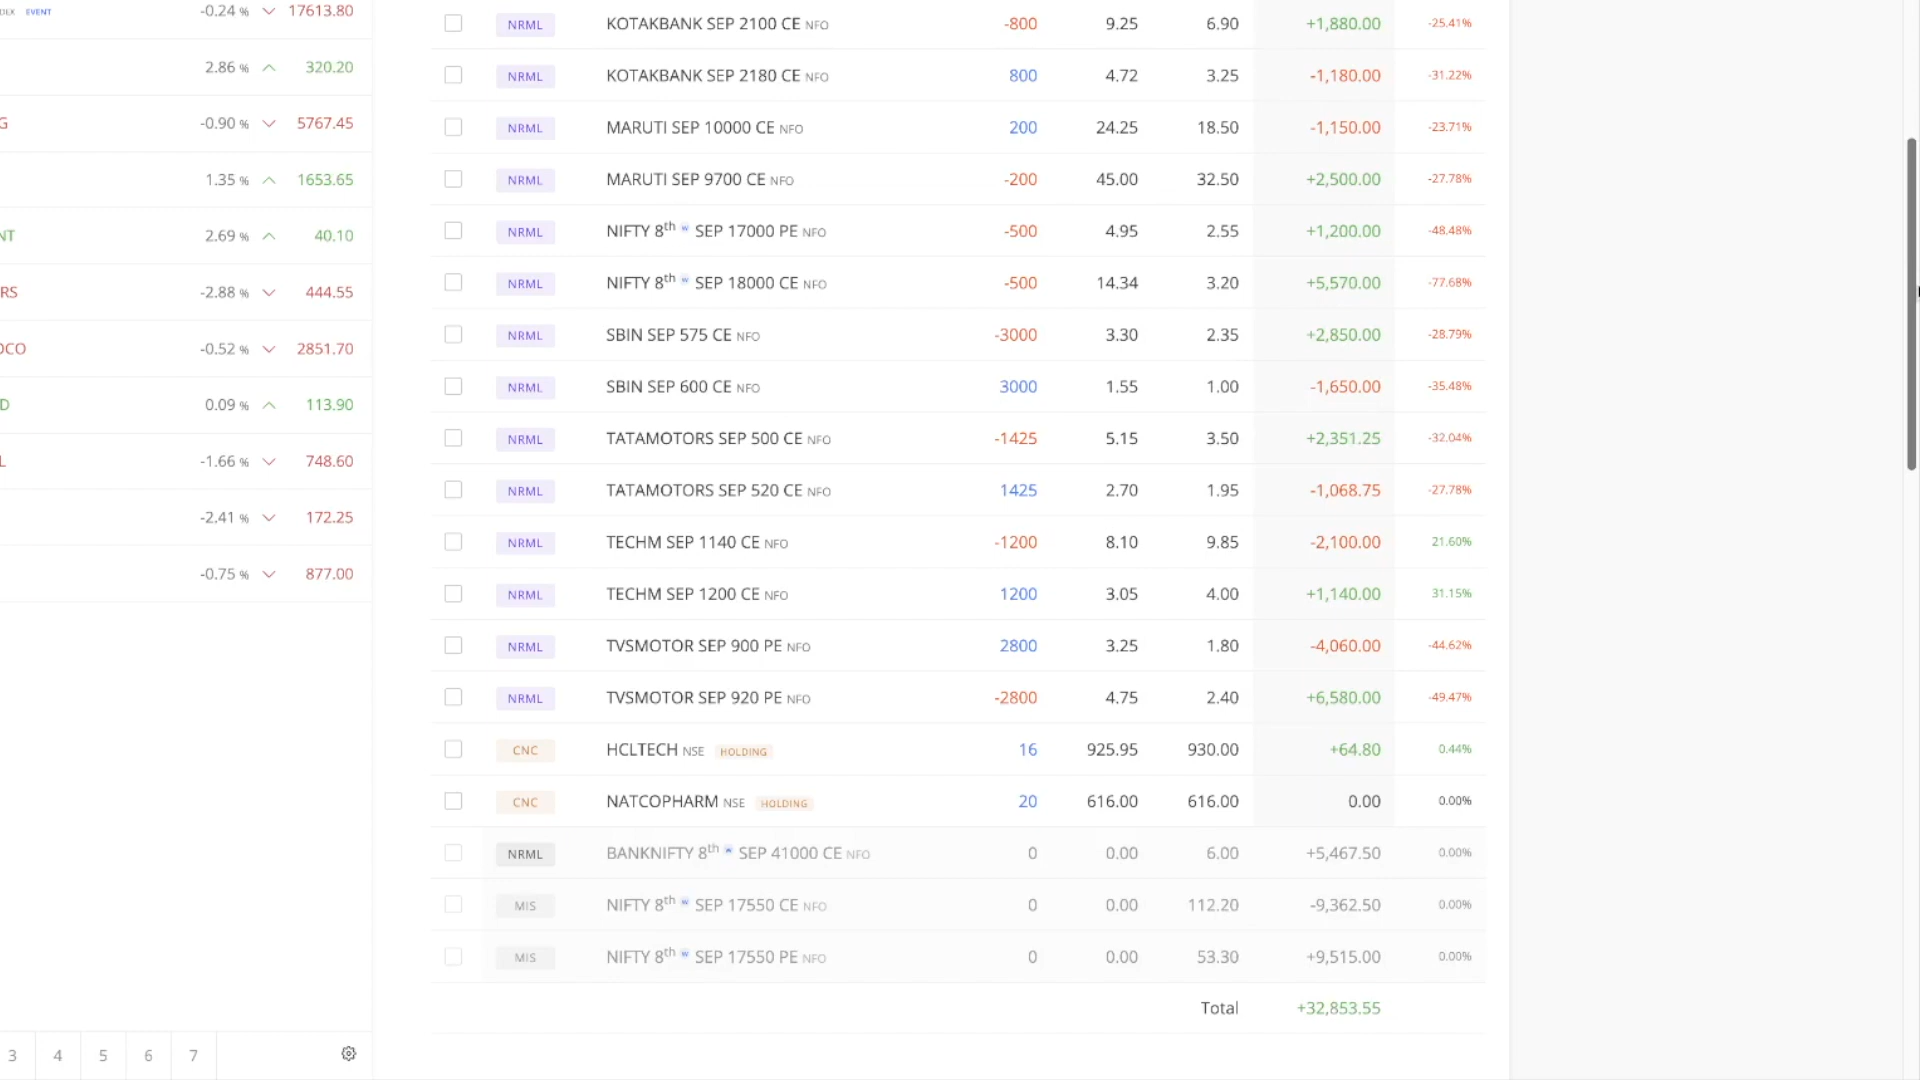 DEX EVENT -0.24 % 17613.80
2.86 % 320.20
G -0.90 % 5767.45
1.35 % 1653.65
NT 2.69 % 40.10
RS -2.88 % 444.55
OCO -0.52 % 2851.70
D 0.09 % 113.90
L -1.66 % 748.60
-2.41 % 172.25
-0.75 % 877.00
3 4 5 6 7
NRML KOTAKBANK SEP 2100 CE NFO -800 9.25 6.90 +1,880.00 -25.41%
NRML KOTAKBANK SEP 2180 CE NFO 800 4.72 3.25 -1,180.00 -31.22%
NRML MARUTI SEP 10000 CE NFO 200 24.25 18.50 -1,150.00 -23.71%
NRML MARUTI SEP 9700 CE NFO -200 45.00 32.50 +2,500.00 -27.78%
NRML NIFTY 8th w SEP 17000 PE NFO -500 4.95 2.55 +1,200.00 -48.48%
NRML NIFTY 8th w SEP 18000 CE NFO -500 14.34 3.20 +5,570.00 -77.68%
NRML SBIN SEP 575 CE NFO -3000 3.30 2.35 +2,850.00 -28.79%
NRML SBIN SEP 600 CE NFO 3000 1.55 1.00 -1,650.00 -35.48%
NRML TATAMOTORS SEP 500 CE NFO -1425 5.15 3.50 +2,351.25 -32.04%
NRML TATAMOTORS SEP 520 CE NFO 1425 2.70 1.95 -1,068.75 -27.78%
NRML TECHM SEP 1140 CE NFO -1200 8.10 9.85 -2,100.00 21.60%
NRML TECHM SEP 1200 CE NFO 1200 3.05 4.00 +1,140.00 31.15%
NRML TVSMOTOR SEP 900 PE NFO 2800 3.25 1.80 -4,060.00 -44.62%
NRML TVSMOTOR SEP 920 PE NFO -2800 4.75 2.40 +6,580.00 -49.47%
CNC HCLTECH NSE HOLDING 16 925.95 930.00 +64.80 0.44%
CNC NATCOPHARM NSE HOLDING 20 616.00 616.00 0.00 0.00%
NRML BANKNIFTY 8th w SEP 41000 CE NFO 0 0.00 6.00 +5,467.50 0.00%
MIS NIFTY 8th w SEP 17550 CE NFO 0 0.00 112.20 -9,362.50 0.00%
MIS NIFTY 8th w SEP 17550 PE NFO 0 0.00 53.30 +9,515.00 0.00%
Total +32,853.55